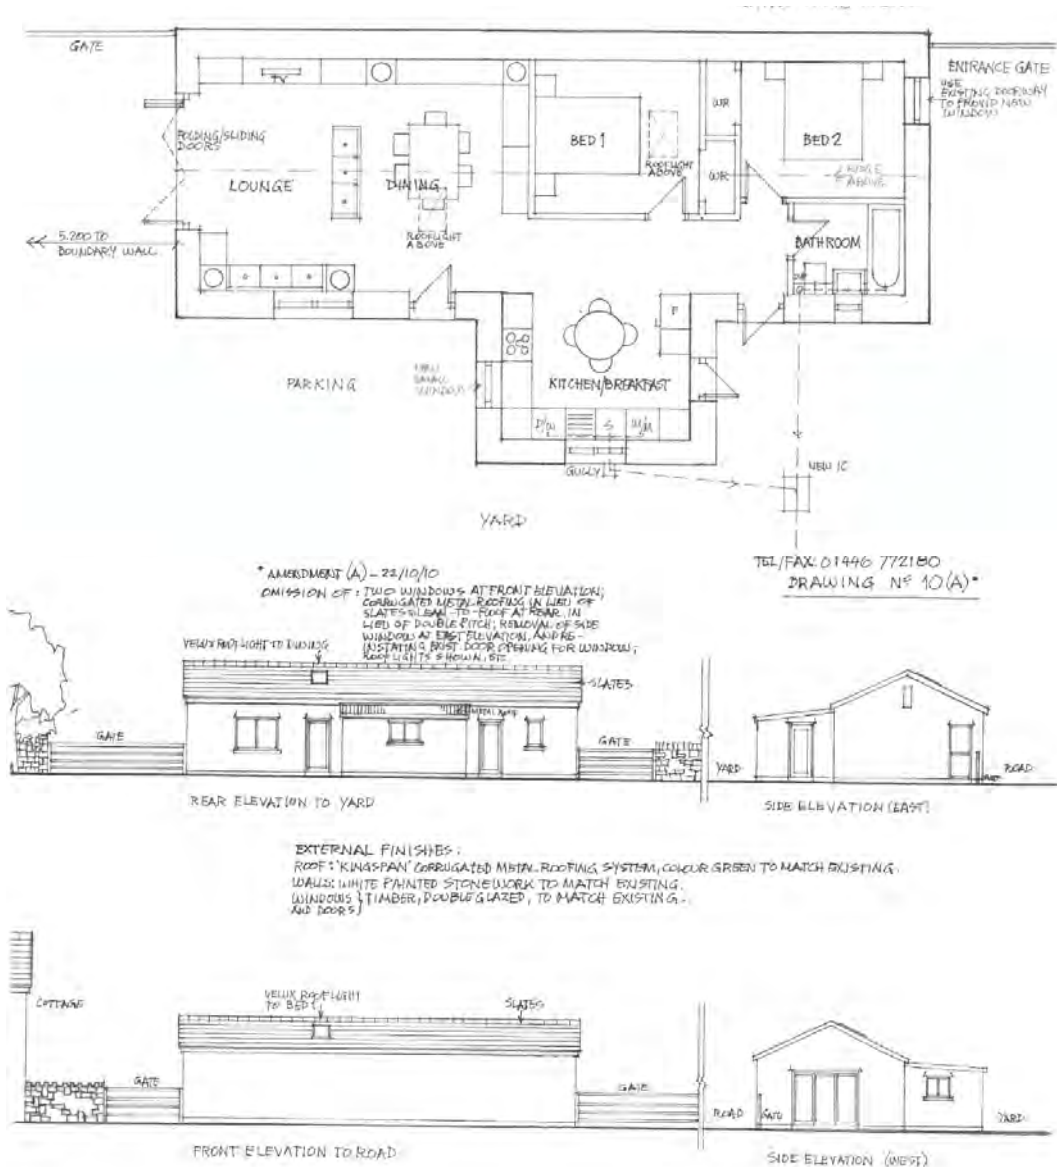 GATE
ENTRANCE GATE
USE
EXISTING DOORWAY
TO PROVID NEW
WINDOW
TV
FOLDING/SLIDING
DOORS
LOUNGE
DINING
BED 1
ROOFLIGHT
ABOVE
WR
WR
BED 2
RIDGE
ABOVE
5.200 TO
BOUNDARY WALL
ROOFLIGHT
ABOVE
BATHROOM
F
PARKING
NEW
SMALL
WINDOW
KITCHEN/BREAKFAST
D/W
S
W/M
GULLY
NEW IC
YARD
TEL/FAX: 01446 772180
DRAWING Nº 10(A)*
* AMENDMENT (A) - 22/10/10
OMISSION OF: TWO WINDOWS AT FRONT ELEVATION;
CORRUGATED METAL ROOFING IN LIEU OF
SLATES; LEAN-TO-ROOF AT REAR IN
LIEU OF DOUBLE PITCH; REMOVAL OF SIDE
WINDOW AT EAST ELEVATION, AND RE-
INSTATING EXIST. DOOR OPENING FOR WINDOW;
ROOFLIGHTS SHOWN, ETC.
VELUX ROOFLIGHT TO DINING
SLATES
METAL ROOF
GATE
GATE
YARD
ROAD
REAR ELEVATION TO YARD
SIDE ELEVATION (EAST)
EXTERNAL FINISHES:
ROOF: 'KINGSPAN' CORRUGATED METAL ROOFING SYSTEM, COLOUR GREEN TO MATCH EXISTING.
WALLS: WHITE PAINTED STONEWORK TO MATCH EXISTING.
WINDOWS } TIMBER, DOUBLE GLAZED, TO MATCH EXISTING.
AND DOORS }
COTTAGE
VELUX ROOFLIGHT
TO BED 1
SLATES
GATE
GATE
ROAD
GATE
YARD
FRONT ELEVATION TO ROAD
SIDE ELEVATION (WEST)